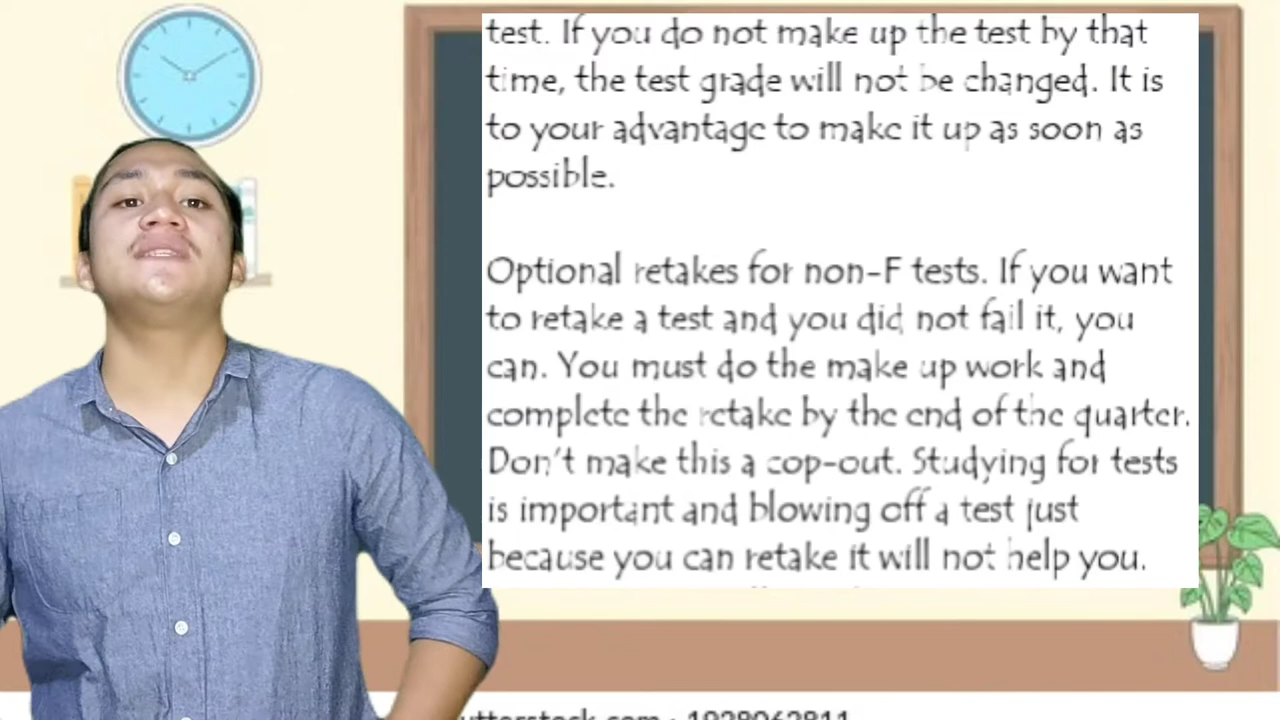 test. If you do not make up the test by that
time, the test grade will not be changed. It is
to your advantage to make it up as soon as
possible.
Optional retakes for non-F tests. If you want
to retake a test and you did not fail it, you
can. You must do the make up work and
complete the retake by the end of the quarter.
Don't make this a cop-out. Studying for tests
is important and blowing off a test just
because you can retake it will not help you.